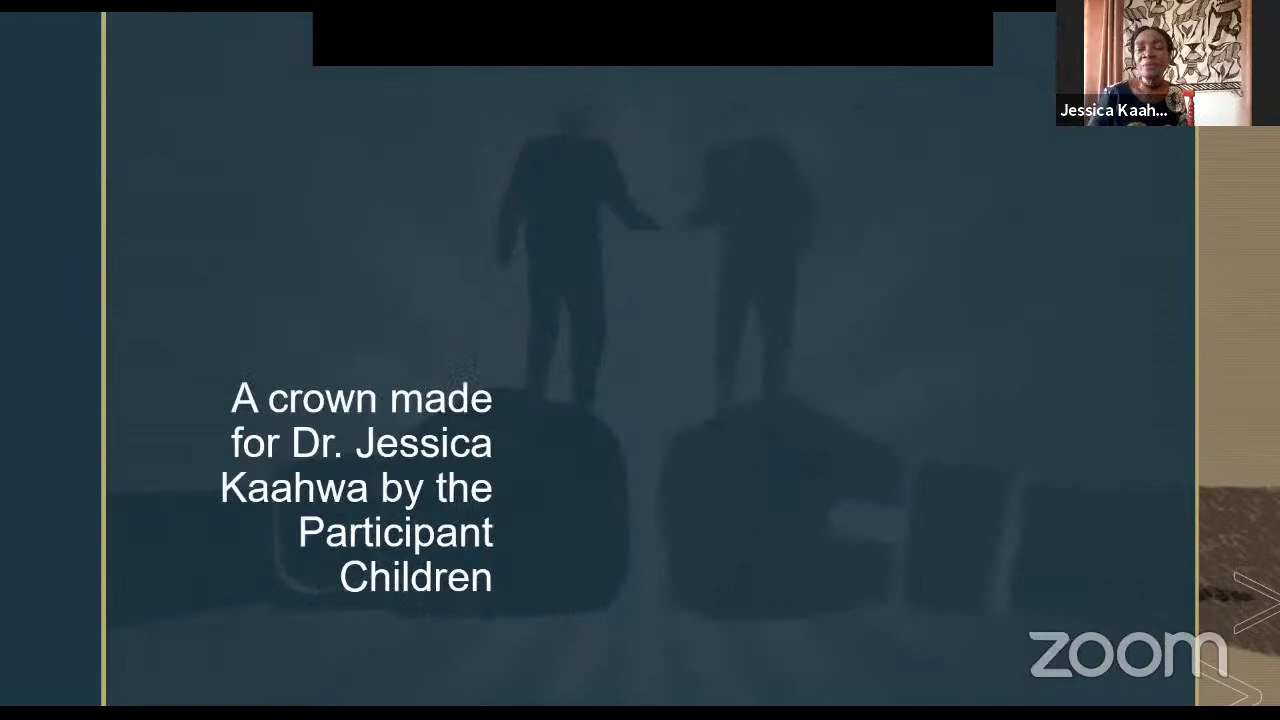 Jessica Kaah...
A crown made
for Dr. Jessica
Kaahwa by the
Participant
Children
zoom